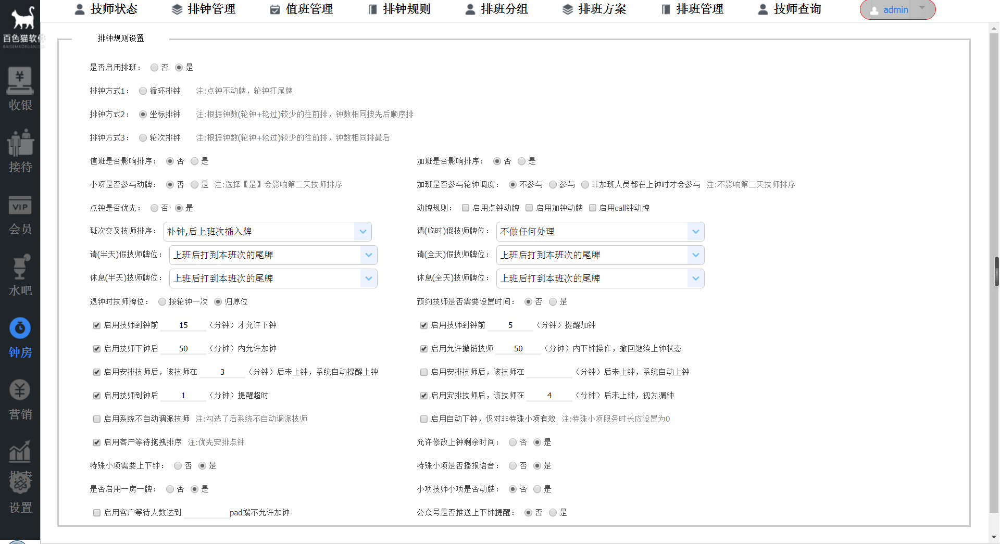 技师状态 排钟管理 值班管理 排钟规则 排班分组 排班方案 排班管理 技师查询 admin
百色猫软件
收银
接待
VIP
会员
水吧
钟房
营销
设置
排钟规则设置
是否启用排班： 否 是
排钟方式1： 循环排钟 注:点钟不动牌，轮钟打尾牌
排钟方式2： 坐标排钟 注:根据钟数(轮钟+轮过)较少的往前排，钟数相同按先后顺序排
排钟方式3： 轮次排钟 注:根据钟数(轮钟+轮过)较少的往前排，钟数相同排最后
值班是否影响排序： 否 是 加班是否影响排序： 否 是
小项是否参与动牌： 否 是 注:选择【是】会影响第二天技师排序 加班是否参与轮钟调度： 不参与 参与 非加班人员都在上钟时才会参与 注:不影响第二天技师排序
点钟是否优先： 否 是 动牌规则： 启用点钟动牌 启用加钟动牌 启用call钟动牌
班次交叉技师排序： 补钟,后上班次插入牌 请(临时)假技师牌位： 不做任何处理
请(半天)假技师牌位： 上班后打到本班次的尾牌 请(全天)假技师牌位： 上班后打到本班次的尾牌
休息(半天)技师牌位： 上班后打到本班次的尾牌 休息(全天)技师牌位： 上班后打到本班次的尾牌
退钟时技师牌位： 按轮钟一次 归原位 预约技师是否需要设置时间： 否 是
启用技师到钟前 15 （分钟）才允许下钟 启用技师到钟前 5 （分钟）提醒加钟
启用技师下钟后 50 （分钟）内允许加钟 启用允许撤销技师 50 （分钟）内下钟操作，撤回继续上钟状态
启用安排技师后，该技师在 3 （分钟）后未上钟，系统自动提醒上钟 启用安排技师后，该技师在 （分钟）后未上钟，系统自动上钟
启用技师到钟后 1 （分钟）提醒超时 启用安排技师后，该技师在 4 （分钟）后未上钟，视为漏钟
启用系统不自动调派技师 注:勾选了后系统不自动调派技师 启用自动下钟，仅对非特殊小项有效 注:特殊小项服务时长应设置为0
启用客户等待拖拽排序 注:优先安排点钟 允许修改上钟剩余时间： 否 是
特殊小项需要上下钟： 否 是 特殊小项是否播报语音： 否 是
是否启用一房一牌： 否 是 小项技师小项是否动牌： 否 是
启用客户等待人数达到 pad端不允许加钟 公众号是否推送上下钟提醒： 否 是